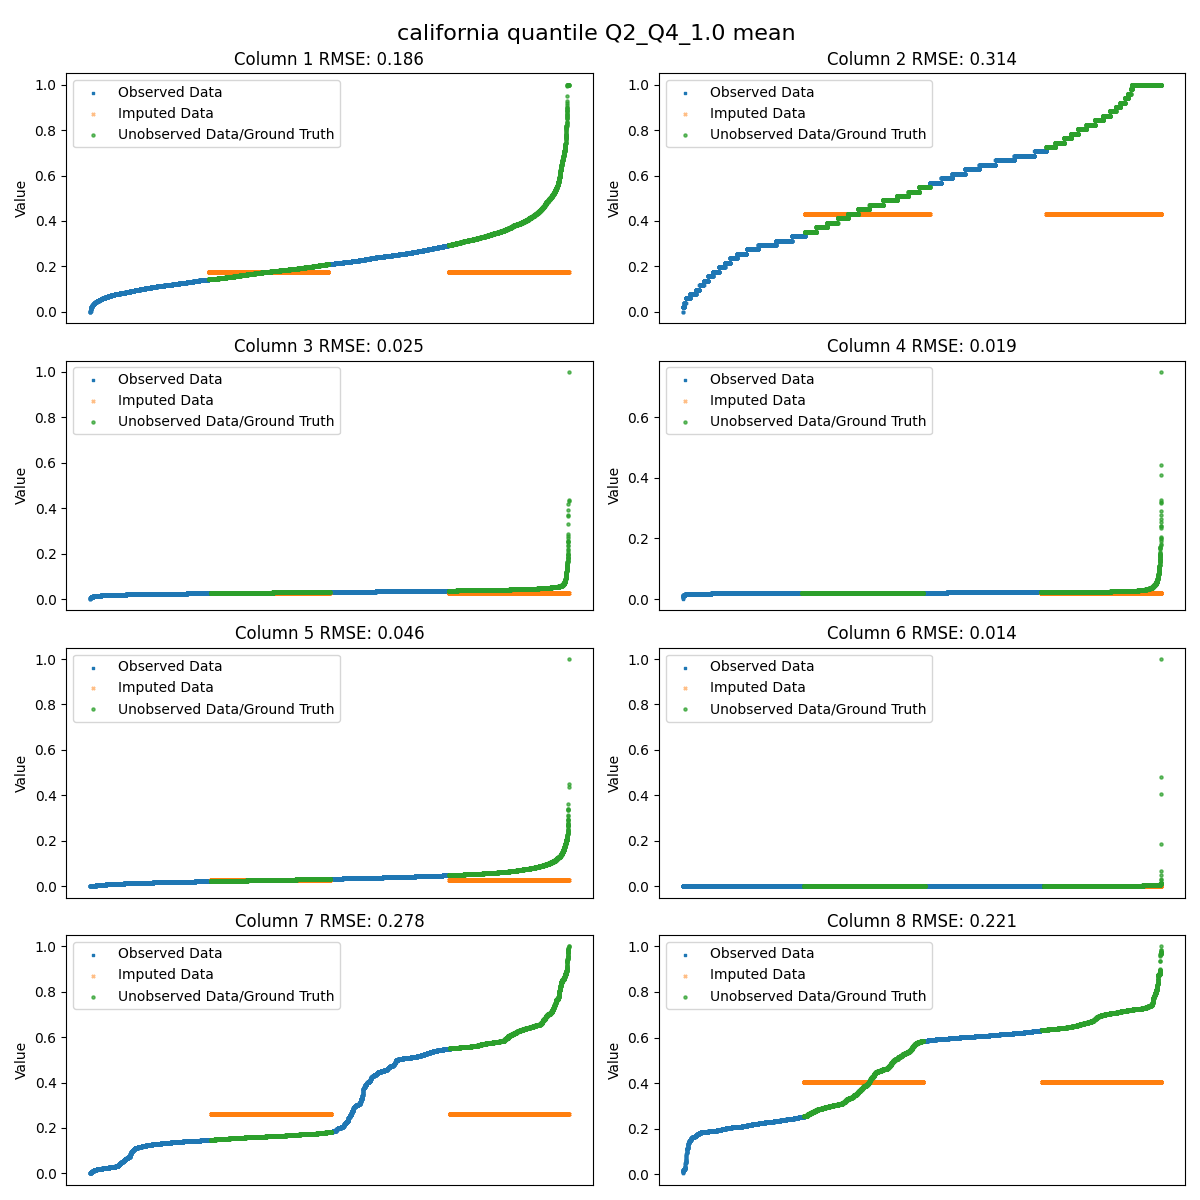 california quantile Q2_Q4_1.0 mean
Column 1 RMSE: 0.186
1.0
0.8
0.6
0.4
0.2
0.0
Value
Observed Data
Imputed Data
Unobserved Data/Ground Truth
Column 2 RMSE: 0.314
1.0
0.8
0.6
0.4
0.2
0.0
Value
Observed Data
Imputed Data
Unobserved Data/Ground Truth
Column 3 RMSE: 0.025
1.0
0.8
0.6
0.4
0.2
0.0
Value
Observed Data
Imputed Data
Unobserved Data/Ground Truth
Column 4 RMSE: 0.019
0.6
0.4
0.2
0.0
Value
Observed Data
Imputed Data
Unobserved Data/Ground Truth
Column 5 RMSE: 0.046
1.0
0.8
0.6
0.4
0.2
0.0
Value
Observed Data
Imputed Data
Unobserved Data/Ground Truth
Column 6 RMSE: 0.014
1.0
0.8
0.6
0.4
0.2
0.0
Value
Observed Data
Imputed Data
Unobserved Data/Ground Truth
Column 7 RMSE: 0.278
1.0
0.8
0.6
0.4
0.2
0.0
Value
Observed Data
Imputed Data
Unobserved Data/Ground Truth
Column 8 RMSE: 0.221
1.0
0.8
0.6
0.4
0.2
0.0
Value
Observed Data
Imputed Data
Unobserved Data/Ground Truth